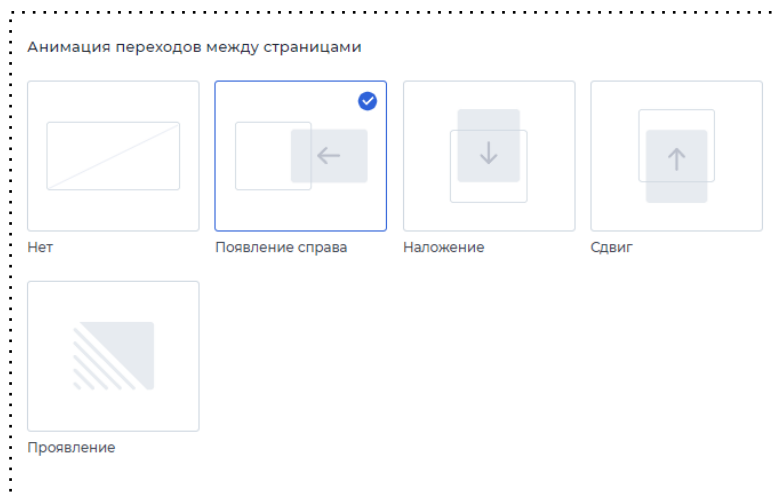 Анимация переходов между страницами
Нет
Появление справа
Наложение
Сдвиг
Проявление